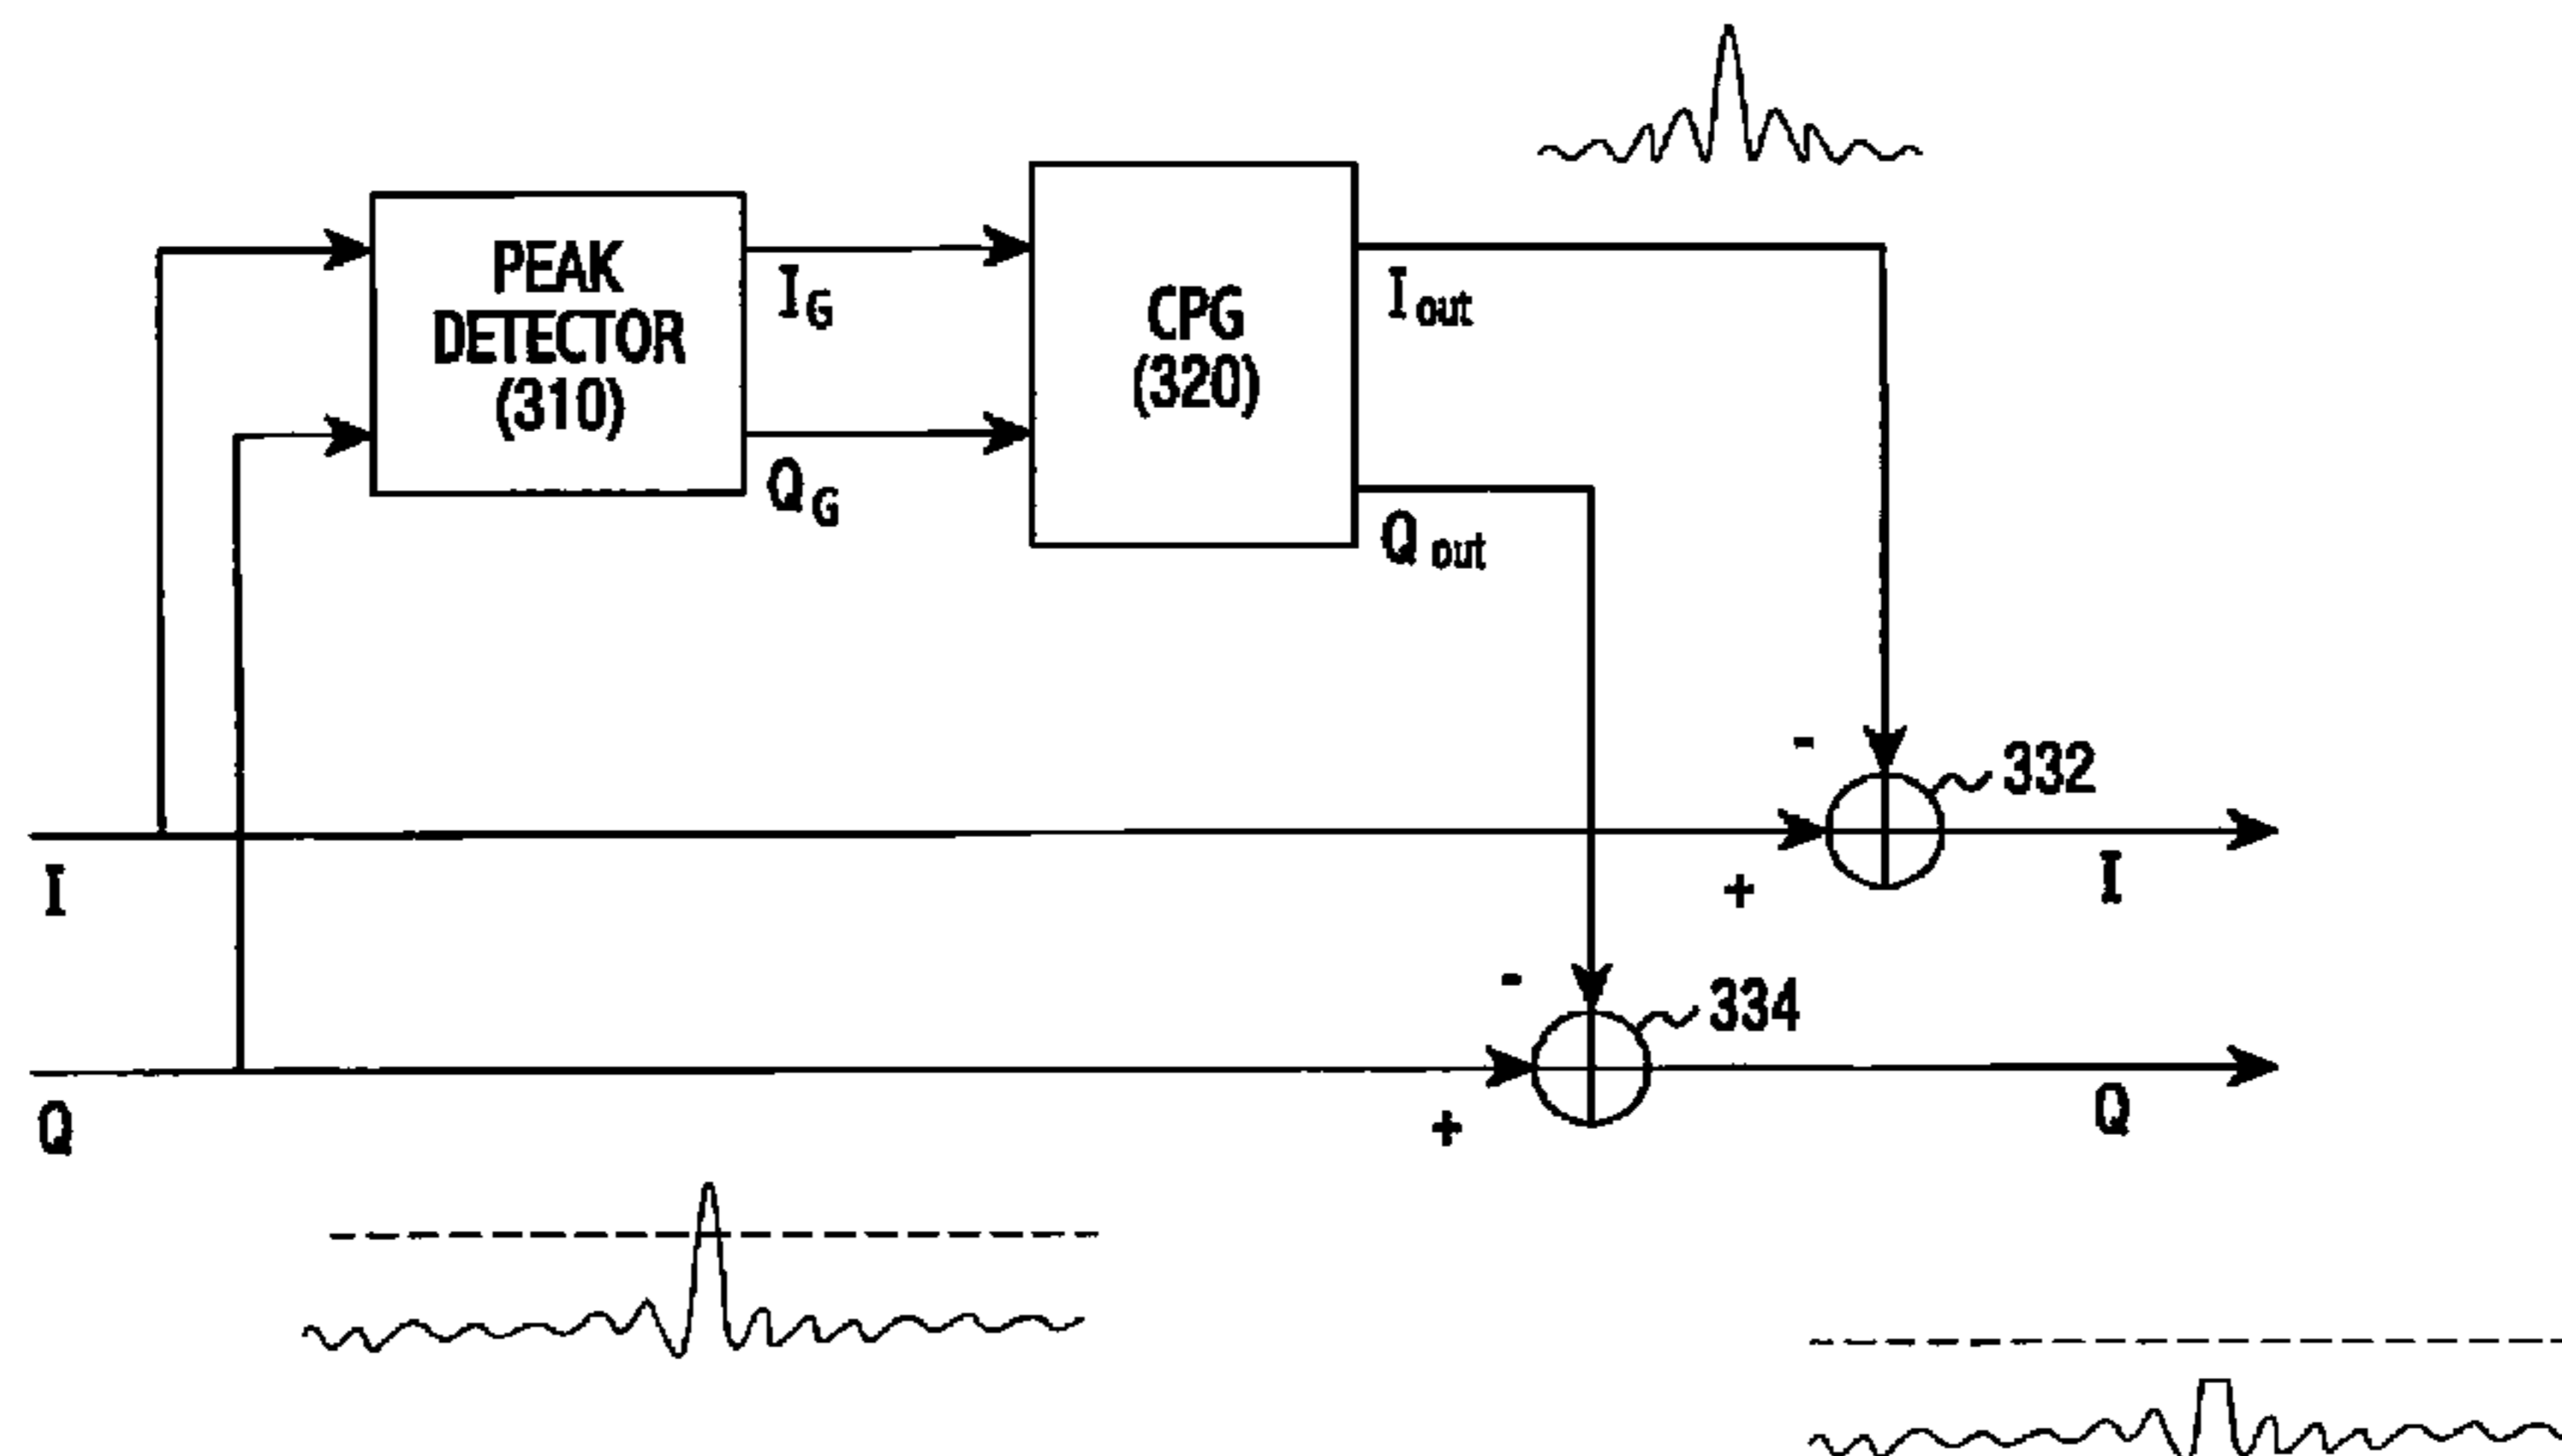 PEAK
DETECTOR
(310)
I_G
Q_G
CPG
(320)
I_out
Q_out
-
332
I
+
I
-
334
Q
+
Q